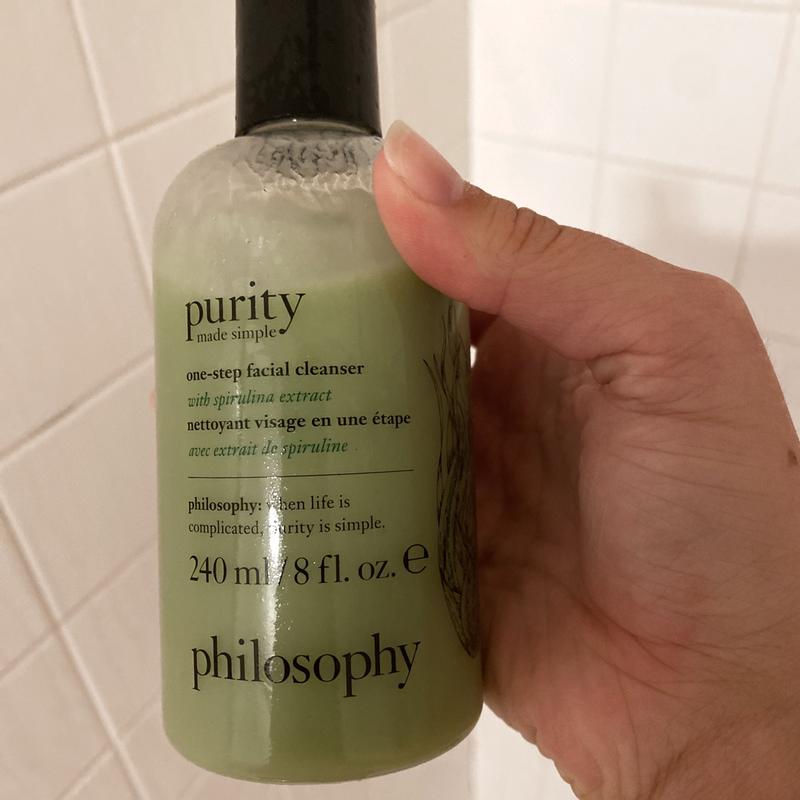 purity
made simple
one-step facial cleanser
with spirulina extract
nettoyant visage en une étape
avec extrait de spiruline
philosophy: when life is
complicated, purity is simple.
240 ml / 8 fl. oz. ℮
philosophy